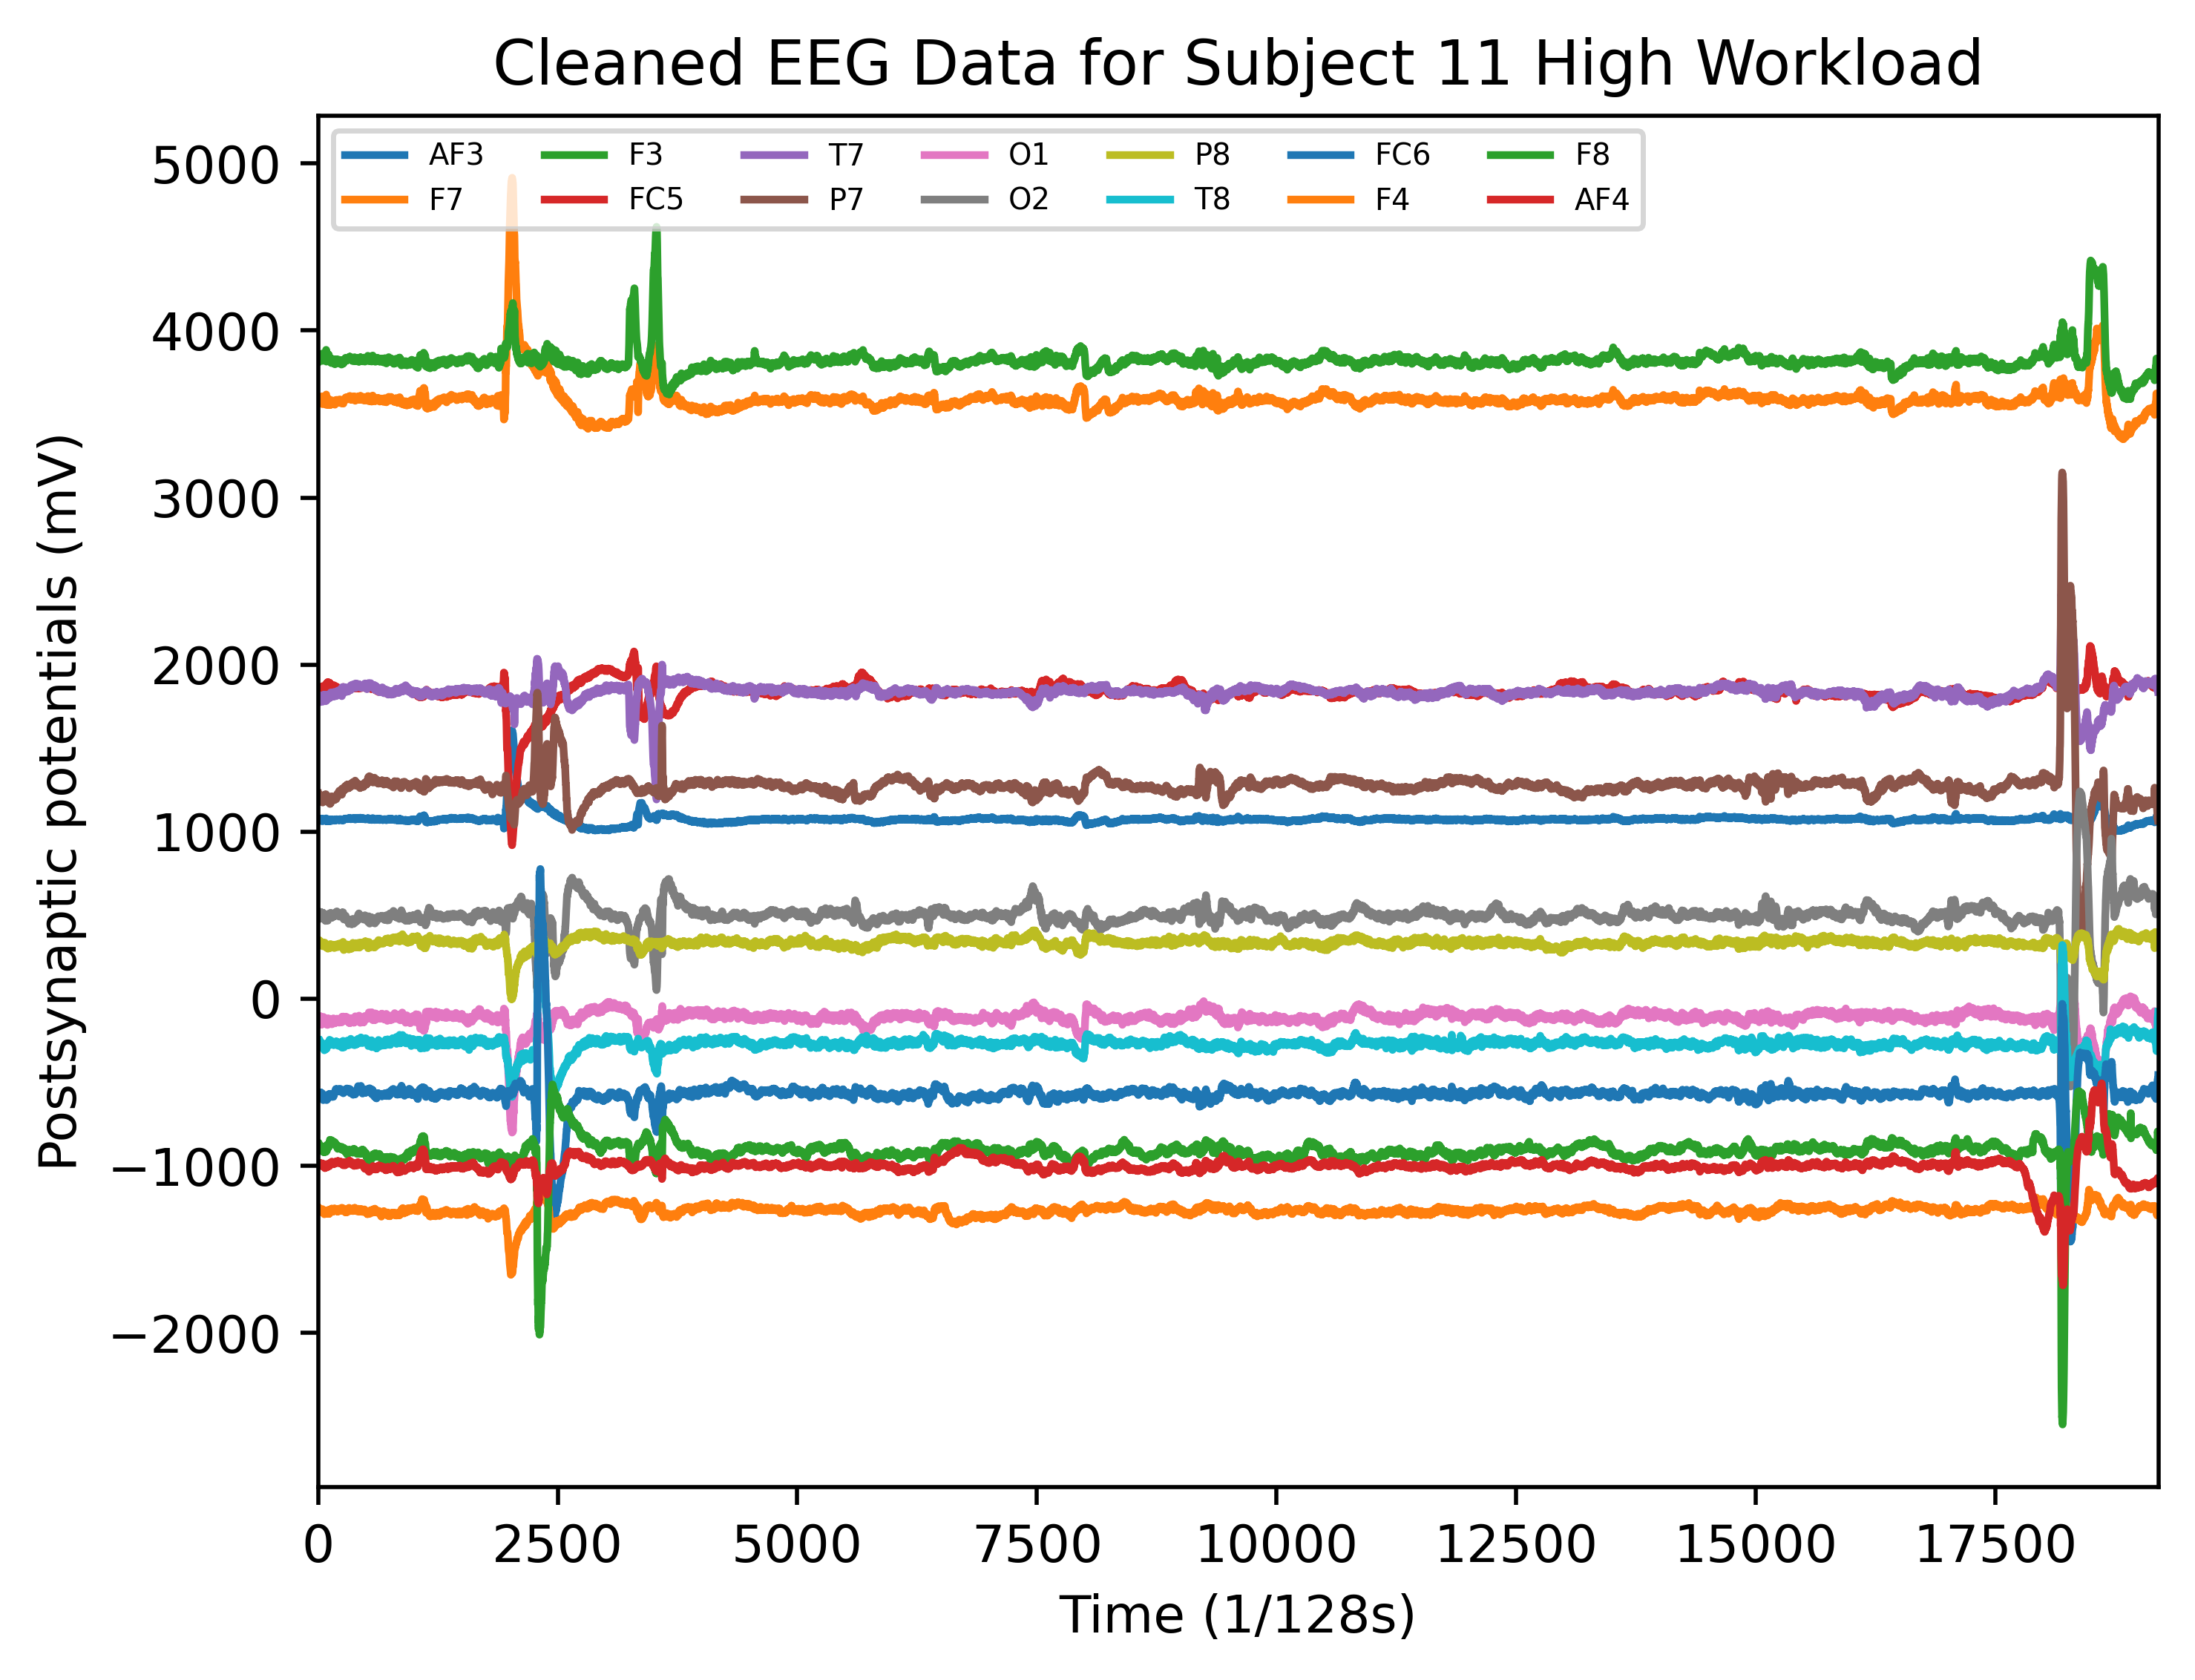 Cleaned EEG Data for Subject 11 High Workload
AF3 F3 T7 O1 P8 FC6 F8
F7 FC5 P7 O2 T8 F4 AF4
5000
4000
3000
2000
1000
0
−1000
−2000
Postsynaptic potentials (mV)
0 2500 5000 7500 10000 12500 15000 17500
Time (1/128s)